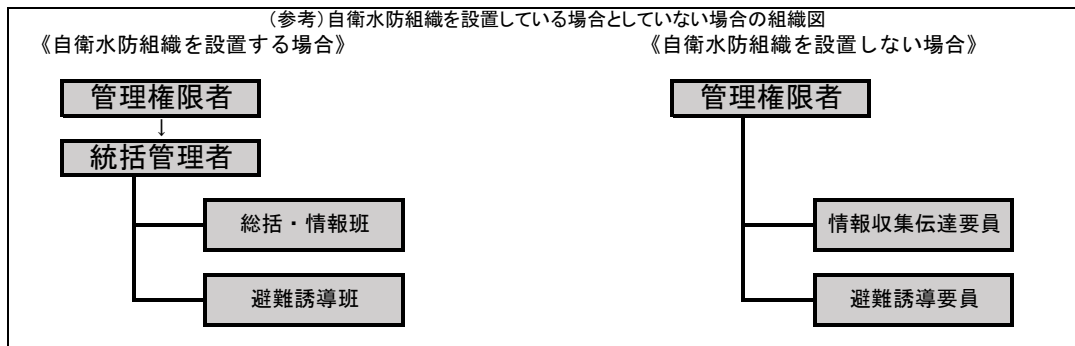 (参考)自衛水防組織を設置している場合としていない場合の組織図
《自衛水防組織を設置する場合》
《自衛水防組織を設置しない場合》
管理権限者
↓
統括管理者
総括・情報班
避難誘導班
管理権限者
情報収集伝達要員
避難誘導要員